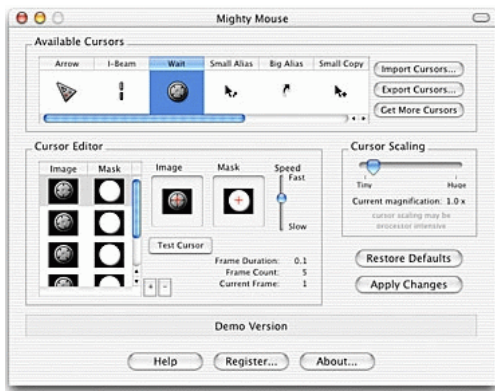 Mighty Mouse
Available Cursors
Arrow I-Beam Wait Small Alias Big Alias Small Copy
Import Cursors...
Export Cursors...
Get More Cursors
Cursor Editor
Image Mask Image Mask Speed
Fast
Slow
Test Cursor
Frame Duration: 0.1
Frame Count: 5
Current Frame: 1
+ −
Cursor Scaling
Tiny Huge
Current magnification: 1.0 x
cursor scaling may be
processor intensive
Restore Defaults
Apply Changes
Demo Version
Help Register... About...